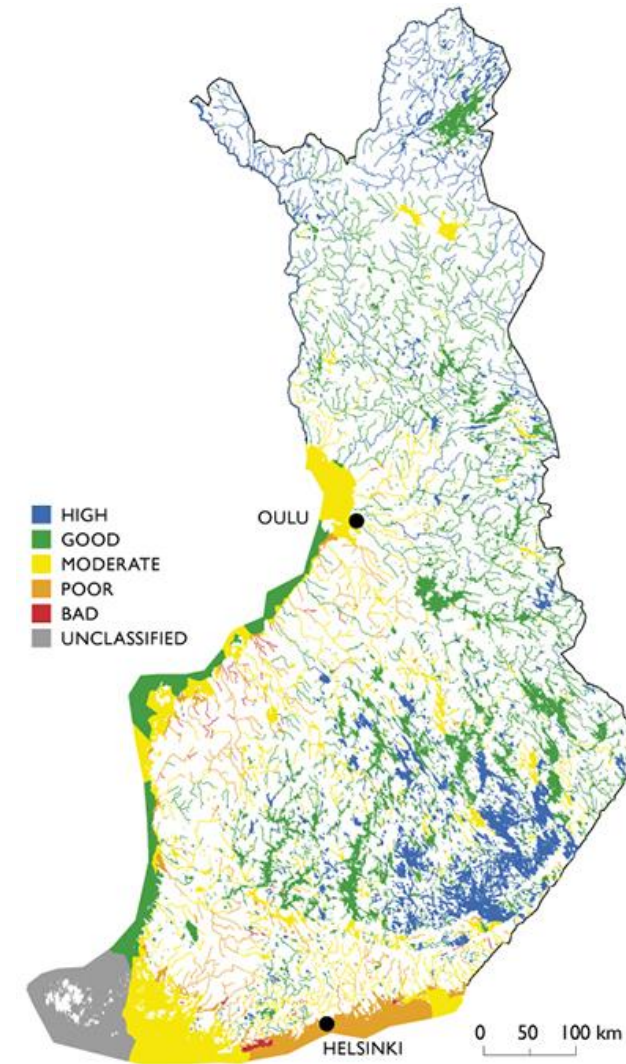 HIGH
GOOD
MODERATE
POOR
BAD
UNCLASSIFIED
OULU
HELSINKI
0 50 100 km